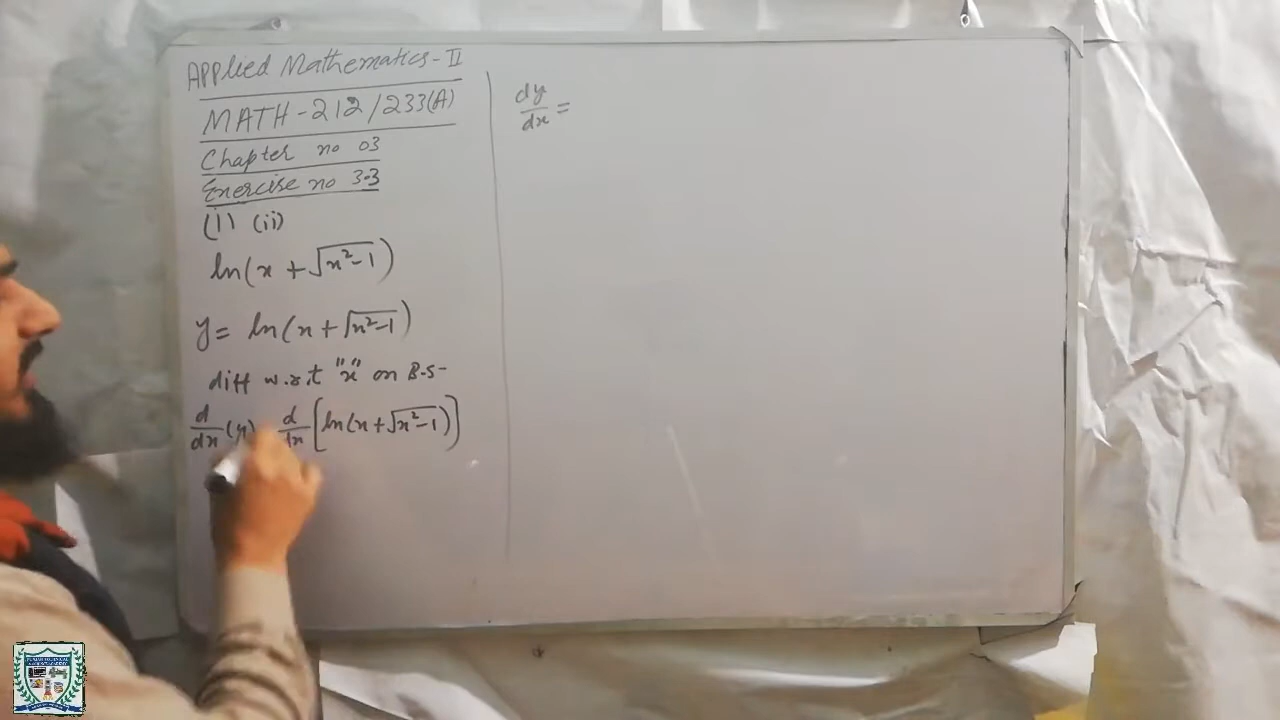 Applied Mathematics - II
MATH - 212 / 233(A)
Chapter no 03
Exercise no 3.3
(i) (ii)
ln(x + √x²-1)
y = ln(x + √x²-1)
diff w.r.t "x" on B.S-
d/dx (y) d/dx [ln(x + √x²-1)]
dy/dx =